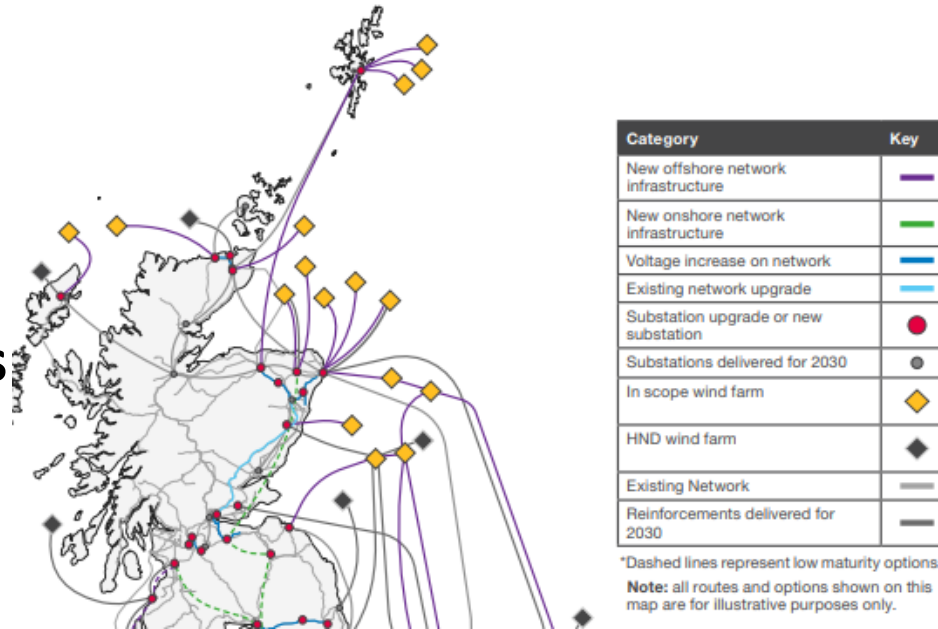 s
Category Key
New offshore network
infrastructure
New onshore network
infrastructure
Voltage increase on network
Existing network upgrade
Substation upgrade or new
substation
Substations delivered for 2030
In scope wind farm
HND wind farm
Existing Network
Reinforcements delivered for
2030
*Dashed lines represent low maturity options
Note: all routes and options shown on this
map are for illustrative purposes only.